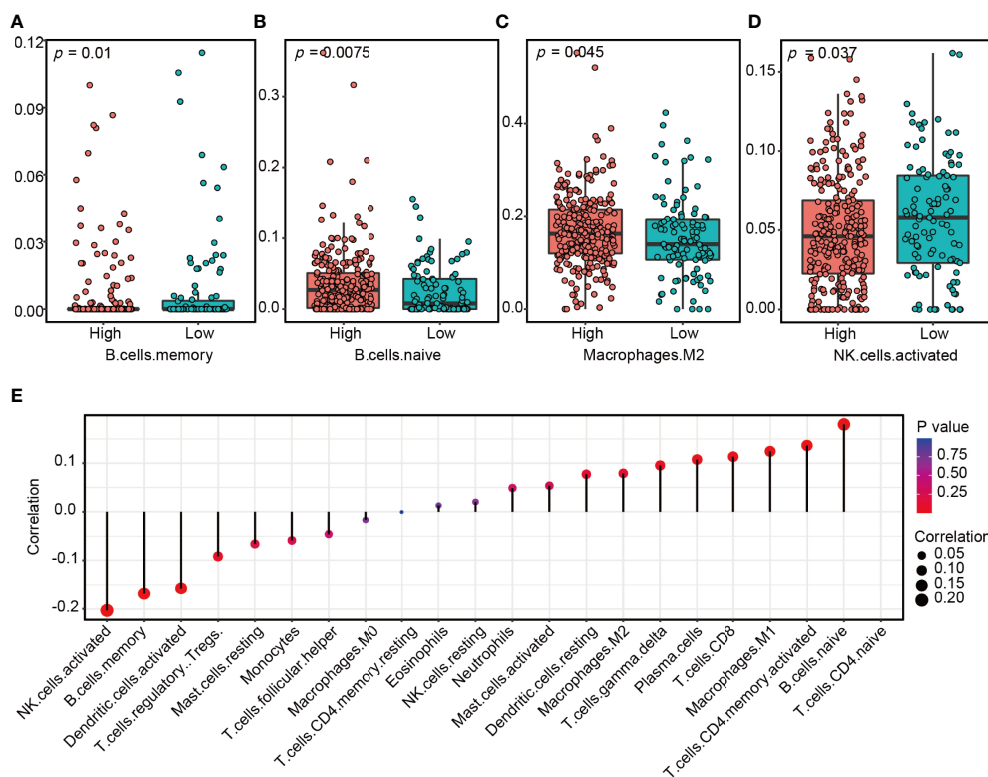 A
p = 0.01
0.12
0.09
0.06
0.03
0.00
High
Low
B.cells.memory
B
p = 0.0075
0.3
0.2
0.1
0.0
High
Low
B.cells.naive
C
p = 0.045
0.4
0.2
0.0
High
Low
Macrophages.M2
D
p = 0.037
0.15
0.10
0.05
0.00
High
Low
NK.cells.activated
E
Correlation
0.1
0.0
-0.1
-0.2
NK.cells.activated
B.cells.memory
Dendritic.cells.activated
T.cells.regulatory..Tregs.
Mast.cells.resting
Monocytes
T.cells.follicular.helper
Macrophages.M0
T.cells.CD4.memory.resting
Eosinophils
NK.cells.resting
Neutrophils
Mast.cells.activated
Dendritic.cells.resting
Macrophages.M2
T.cells.gamma.delta
Plasma.cells
T.cells.CD8
Macrophages.M1
T.cells.CD4.memory.activated
B.cells.naive
T.cells.CD4.naive
P value
0.75
0.50
0.25
Correlation
0.05
0.10
0.15
0.20